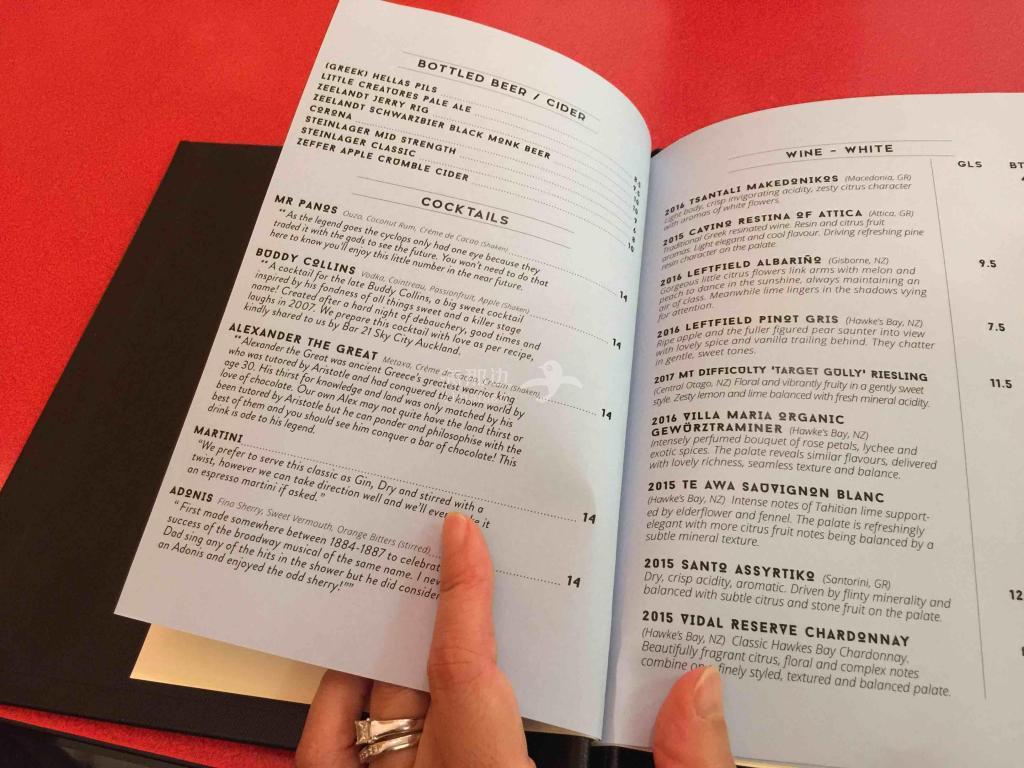 BOTTLED BEER / CIDER
(GREEK) HELLAS PILS
LITTLE CREATURES PALE ALE
ZEELANDT JERRY RIG
ZEELANDT SCHWARZBIER BLACK MONK BEER
CORONA
STEINLAGER MID STRENGTH
STEINLAGER CLASSIC
ZEFFER APPLE CRUMBLE CIDER
10
COCKTAILS
MR PANOS Ouzo, Coconut Rum, Crème de Cacao (Shaken)
"As the legend goes the cyclops only had one eye because they
traded it with the gods to see the future. You won't need to do that
here to know you'll enjoy this little number in the near future.
14
BUDDY COLLINS Vodka, Cointreau, Passionfruit, Apple (Shaken)
"A cocktail for the late Buddy Collins, a big sweet cocktail
inspired by his fondness of all things sweet and a killer stage
name! Created after a hard night of debauchery, good times and
laughs in 2007. We prepare this cocktail with love as per recipe,
kindly shared to us by Bar 21 Sky City Auckland.
14
ALEXANDER THE GREAT Metaxa, Crème de Cacao, Cream (Shaken)
"Alexander the Great was ancient Greece's greatest warrior king
who was tutored by Aristotle and had conquered the known world by
age 30. His thirst for knowledge and land was only matched by his
love of chocolate. Our own Alex may not quite have the land thirst or
been tutored by Aristotle but he can ponder and philosophise with the
best of them and you should see him conquer a bar of chocolate! This
drink is ode to his legend.
14
MARTINI
"We prefer to serve this classic as Gin, Dry and stirred with a
twist, however we can take direction well and we'll even it
an espresso martini if asked."
14
ADONIS Fino Sherry, Sweet Vermouth, Orange Bitters (stirred)
"First made somewhere between 1884-1887 to celebrat
success of the broadway musical of the same name. I nev
Dad sing any of the hits in the shower but he did consider
an Adonis and enjoyed the odd sherry!""
14
WINE - WHITE
GLS
BT
2016 TSANTALI MAKEDONIKOS (Macedonia, GR)
Light body, crisp invigorating acidity, zesty citrus character
with aromas of white flowers.
2015 CAVINO RESTINA OF ATTICA (Attica, GR)
Traditional Greek resinated wine. Resin and citrus fruit
aromas. Light elegant and cool flavour. Driving refreshing pine
resin character on the palate.
9.5
2016 LEFTFIELD ALBARIÑO (Gisborne, NZ)
Gorgeous little citrus flowers link arms with melon and
peach to dance in the sunshine, always maintaining an
air of class. Meanwhile lime lingers in the shadows vying
for attention.
7.5
2016 LEFTFIELD PINOT GRIS (Hawke's Bay, NZ)
Ripe apple and the fuller figured pear saunter into view
with lovely spice and vanilla trailing behind. They chatter
in gentle, sweet tones.
11.5
2017 MT DIFFICULTY 'TARGET GULLY' RIESLING
(Central Otago, NZ) Floral and vibrantly fruity in a gently sweet
style. Zesty lemon and lime balanced with fresh mineral acidity.
2016 VILLA MARIA ORGANIC
GEWÜRZTRAMINER (Hawke's Bay, NZ)
Intensely perfumed bouquet of rose petals, lychee and
exotic spices. The palate reveals similar flavours, delivered
with lovely richness, seamless texture and balance.
2015 TE AWA SAUVIGNON BLANC
(Hawke's Bay, NZ) Intense notes of Tahitian lime support-
ed by elderflower and fennel. The palate is refreshingly
elegant with more citrus fruit notes being balanced by a
subtle mineral texture.
2015 SANTO ASSYRTIKO (Santorini, GR)
Dry, crisp acidity, aromatic. Driven by flinty minerality and
balanced with subtle citrus and stone fruit on the palate.
12
2015 VIDAL RESERVE CHARDONNAY
(Hawke's Bay, NZ) Classic Hawkes Bay Chardonnay.
Beautifully fragrant citrus, floral and complex notes
combine finely styled, textured and balanced palate.